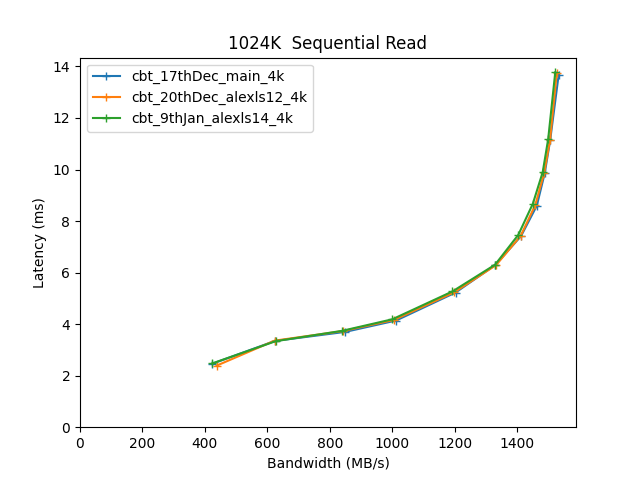 1024K  Sequential Read
cbt_17thDec_main_4k
cbt_20thDec_alexls12_4k
cbt_9thJan_alexls14_4k
Latency (ms)
14
12
10
8
6
4
2
0
0 200 400 600 800 1000 1200 1400
Bandwidth (MB/s)